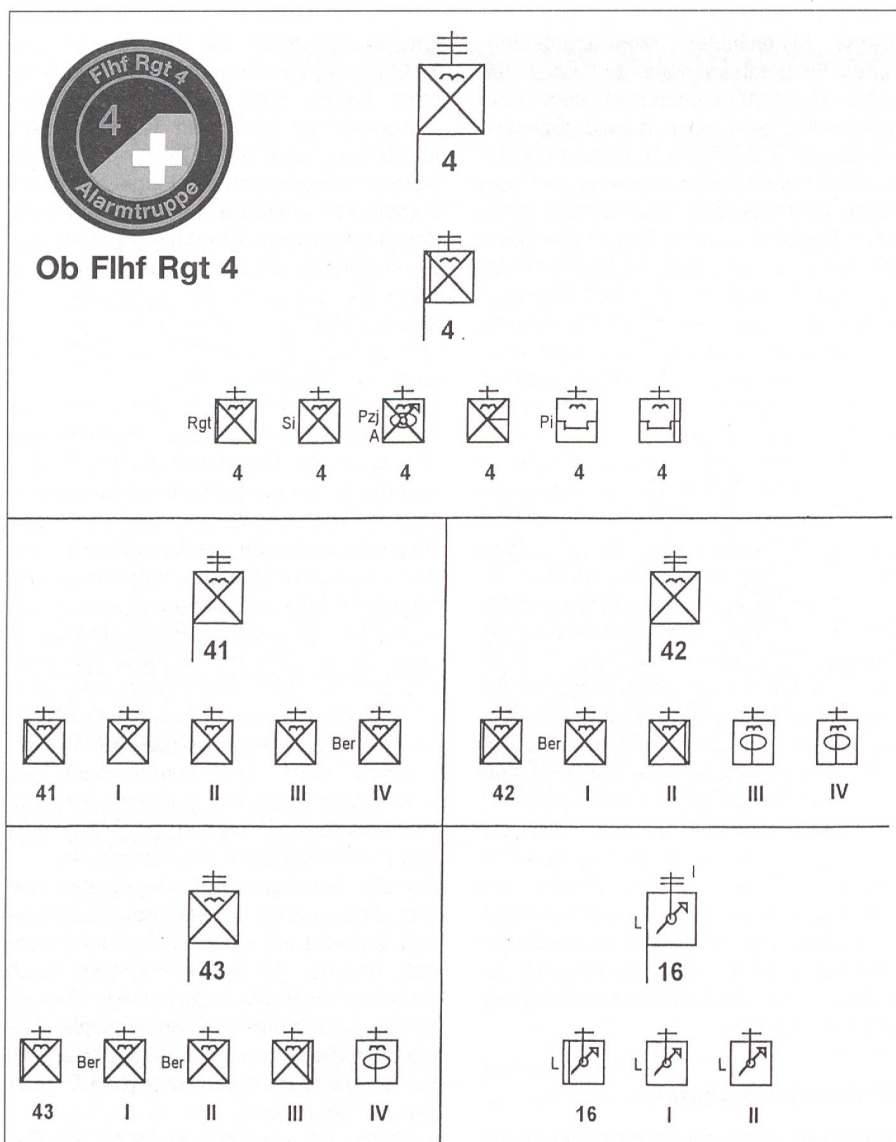 Flhf Rgt 4
4
Alarmtruppe
Ob Flhf Rgt 4
4
4
Rgt Si Pzj A Pi
4 4 4 4 4 4
41
Ber
41 I II III IV
42
Ber
42 I II III IV
43
Ber Ber
43 I II III IV
I
L
16
L L L
16 I II